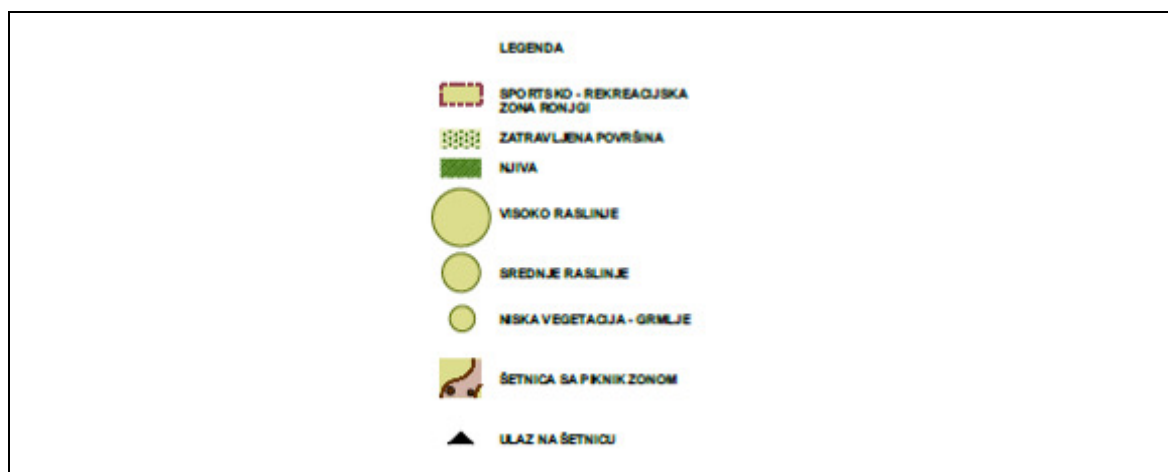 LEGENDA
SPORTSKO - REKREACIJSKA
ZONA RONJGI
ZATRAVLJENA POVRŠINA
NJIVA
VISOKO RASLINJE
SREDNJE RASLINJE
NISKA VEGETACIJA - GRMLJE
ŠETNICA SA PIKNIK ZONOM
ULAZ NA ŠETNICU